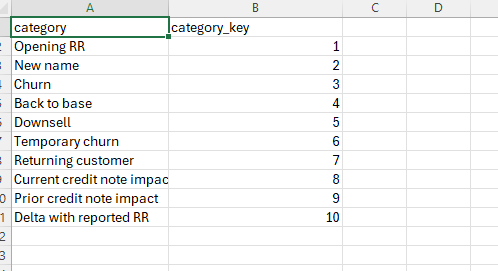 A B C D
category category_key
Opening RR 1
New name 2
Churn 3
Back to base 4
Downsell 5
Temporary churn 6
Returning customer 7
Current credit note impac 8
Prior credit note impact 9
Delta with reported RR 10